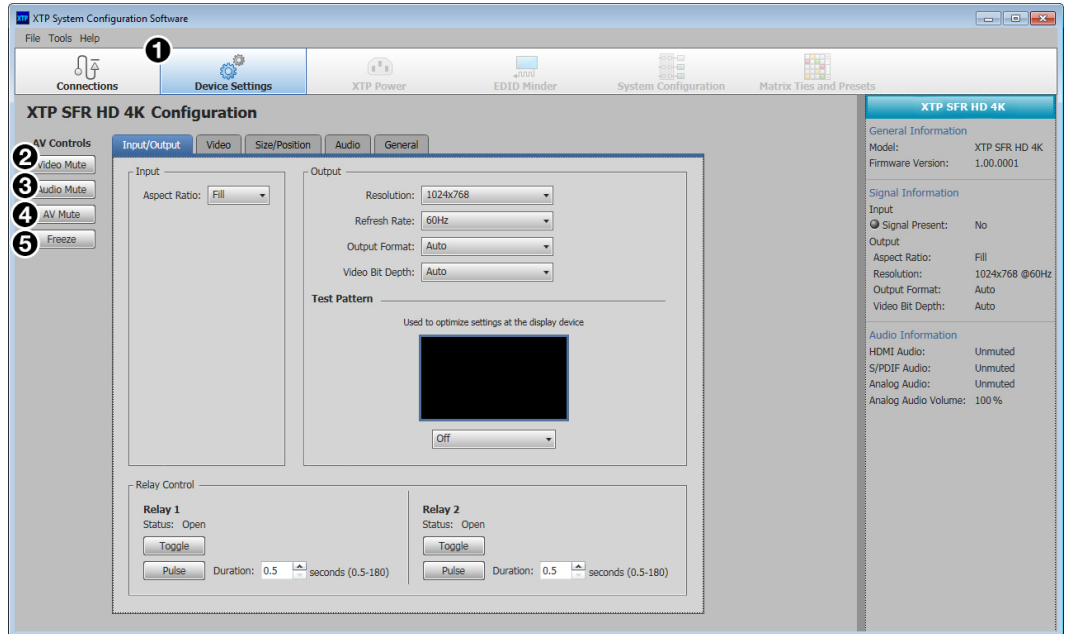 XTP XTP System Configuration Software
File Tools Help
1
Connections
Device Settings
XTP Power
EDID Minder
System Configuration
Matrix Ties and Presets
XTP SFR HD 4K Configuration
AV Controls
2 Video Mute
3 Audio Mute
4 AV Mute
5 Freeze
Input/Output Video Size/Position Audio General
Input
Aspect Ratio: Fill
Output
Resolution: 1024x768
Refresh Rate: 60Hz
Output Format: Auto
Video Bit Depth: Auto
Test Pattern
Used to optimize settings at the display device
Off
Relay Control
Relay 1
Status: Open
Toggle
Pulse Duration: 0.5 seconds (0.5-180)
Relay 2
Status: Open
Toggle
Pulse Duration: 0.5 seconds (0.5-180)
XTP SFR HD 4K
General Information
Model: XTP SFR HD 4K
Firmware Version: 1.00.0001
Signal Information
Input
Signal Present: No
Output
Aspect Ratio: Fill
Resolution: 1024x768 @60Hz
Output Format: Auto
Video Bit Depth: Auto
Audio Information
HDMI Audio: Unmuted
S/PDIF Audio: Unmuted
Analog Audio: Unmuted
Analog Audio Volume: 100 %